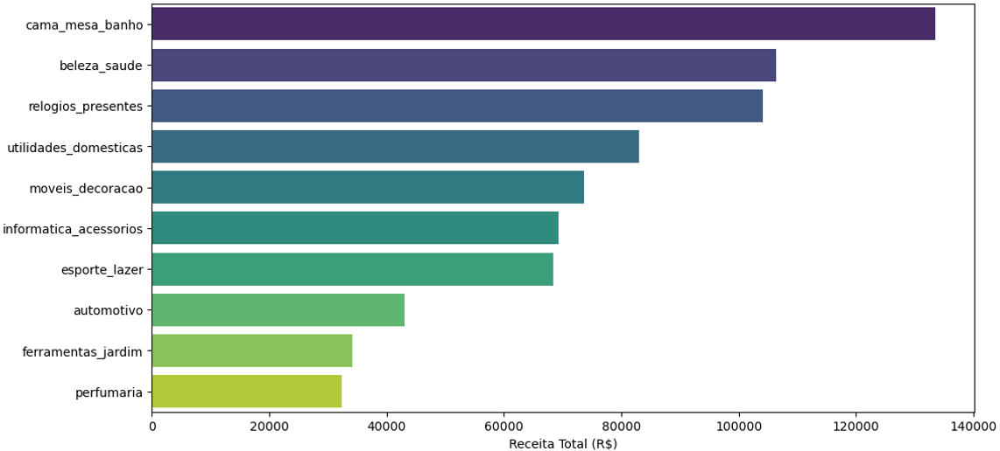 cama_mesa_banho
beleza_saude
relogios_presentes
utilidades_domesticas
moveis_decoracao
informatica_acessorios
esporte_lazer
automotivo
ferramentas_jardim
perfumaria
0 20000 40000 60000 80000 100000 120000 140000
Receita Total (R$)